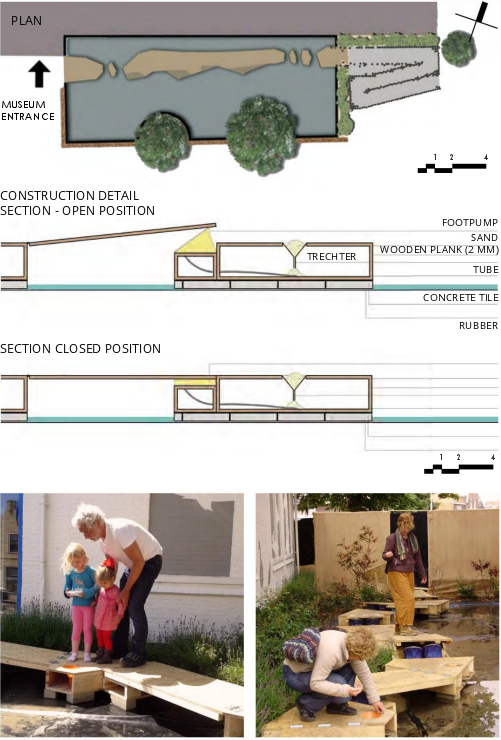 PLAN
MUSEUM
ENTRANCE
1 2 4
CONSTRUCTION DETAIL
SECTION - OPEN POSITION
FOOTPUMP
SAND
WOODEN PLANK (2 MM)
TRECHTER
TUBE
CONCRETE TILE
RUBBER
SECTION CLOSED POSITION
1 2 4